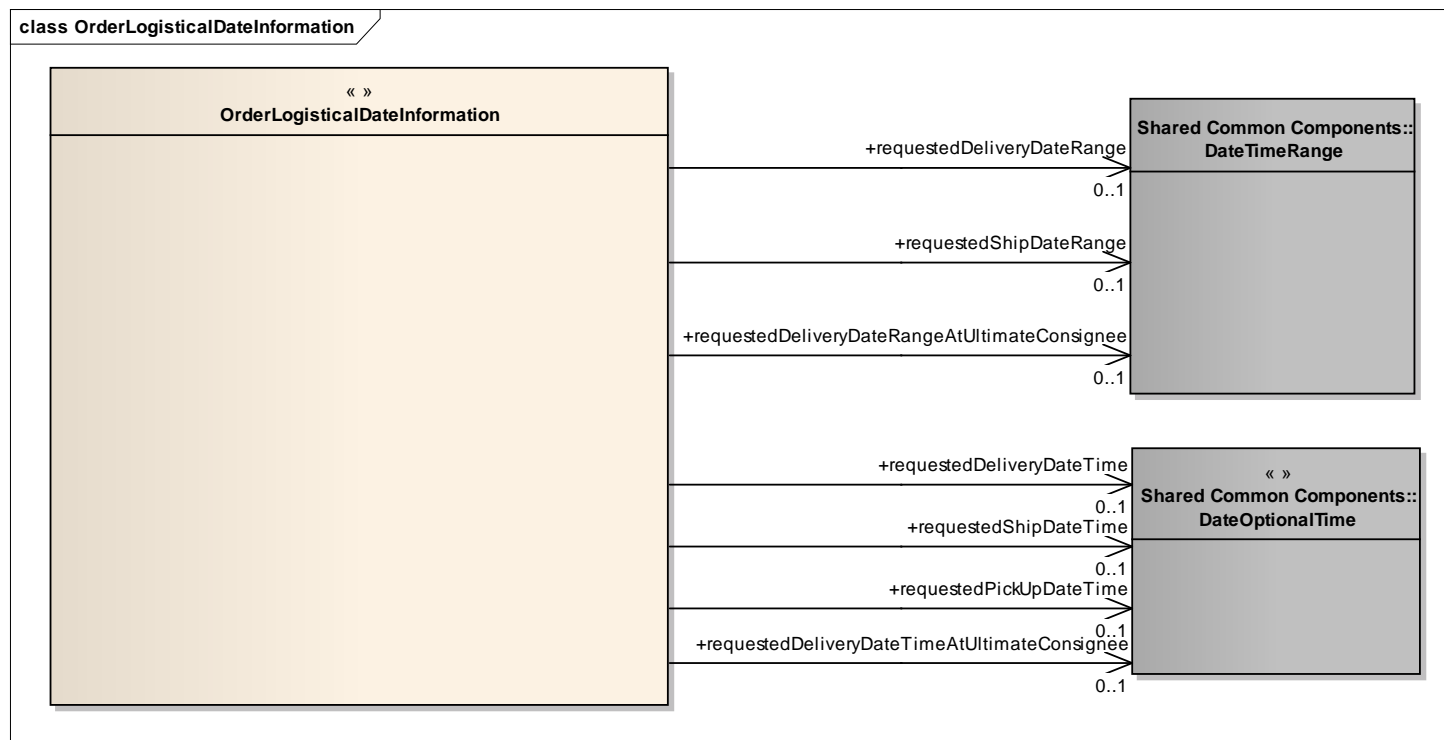 class OrderLogisticalDateInformation
« »
OrderLogisticalDateInformation
Shared Common Components::
DateTimeRange
+requestedDeliveryDateRange
0..1
+requestedShipDateRange
0..1
+requestedDeliveryDateRangeAtUltimateConsignee
0..1
« »
Shared Common Components::
DateOptionalTime
+requestedDeliveryDateTime
0..1
+requestedShipDateTime
0..1
+requestedPickUpDateTime
0..1
+requestedDeliveryDateTimeAtUltimateConsignee
0..1